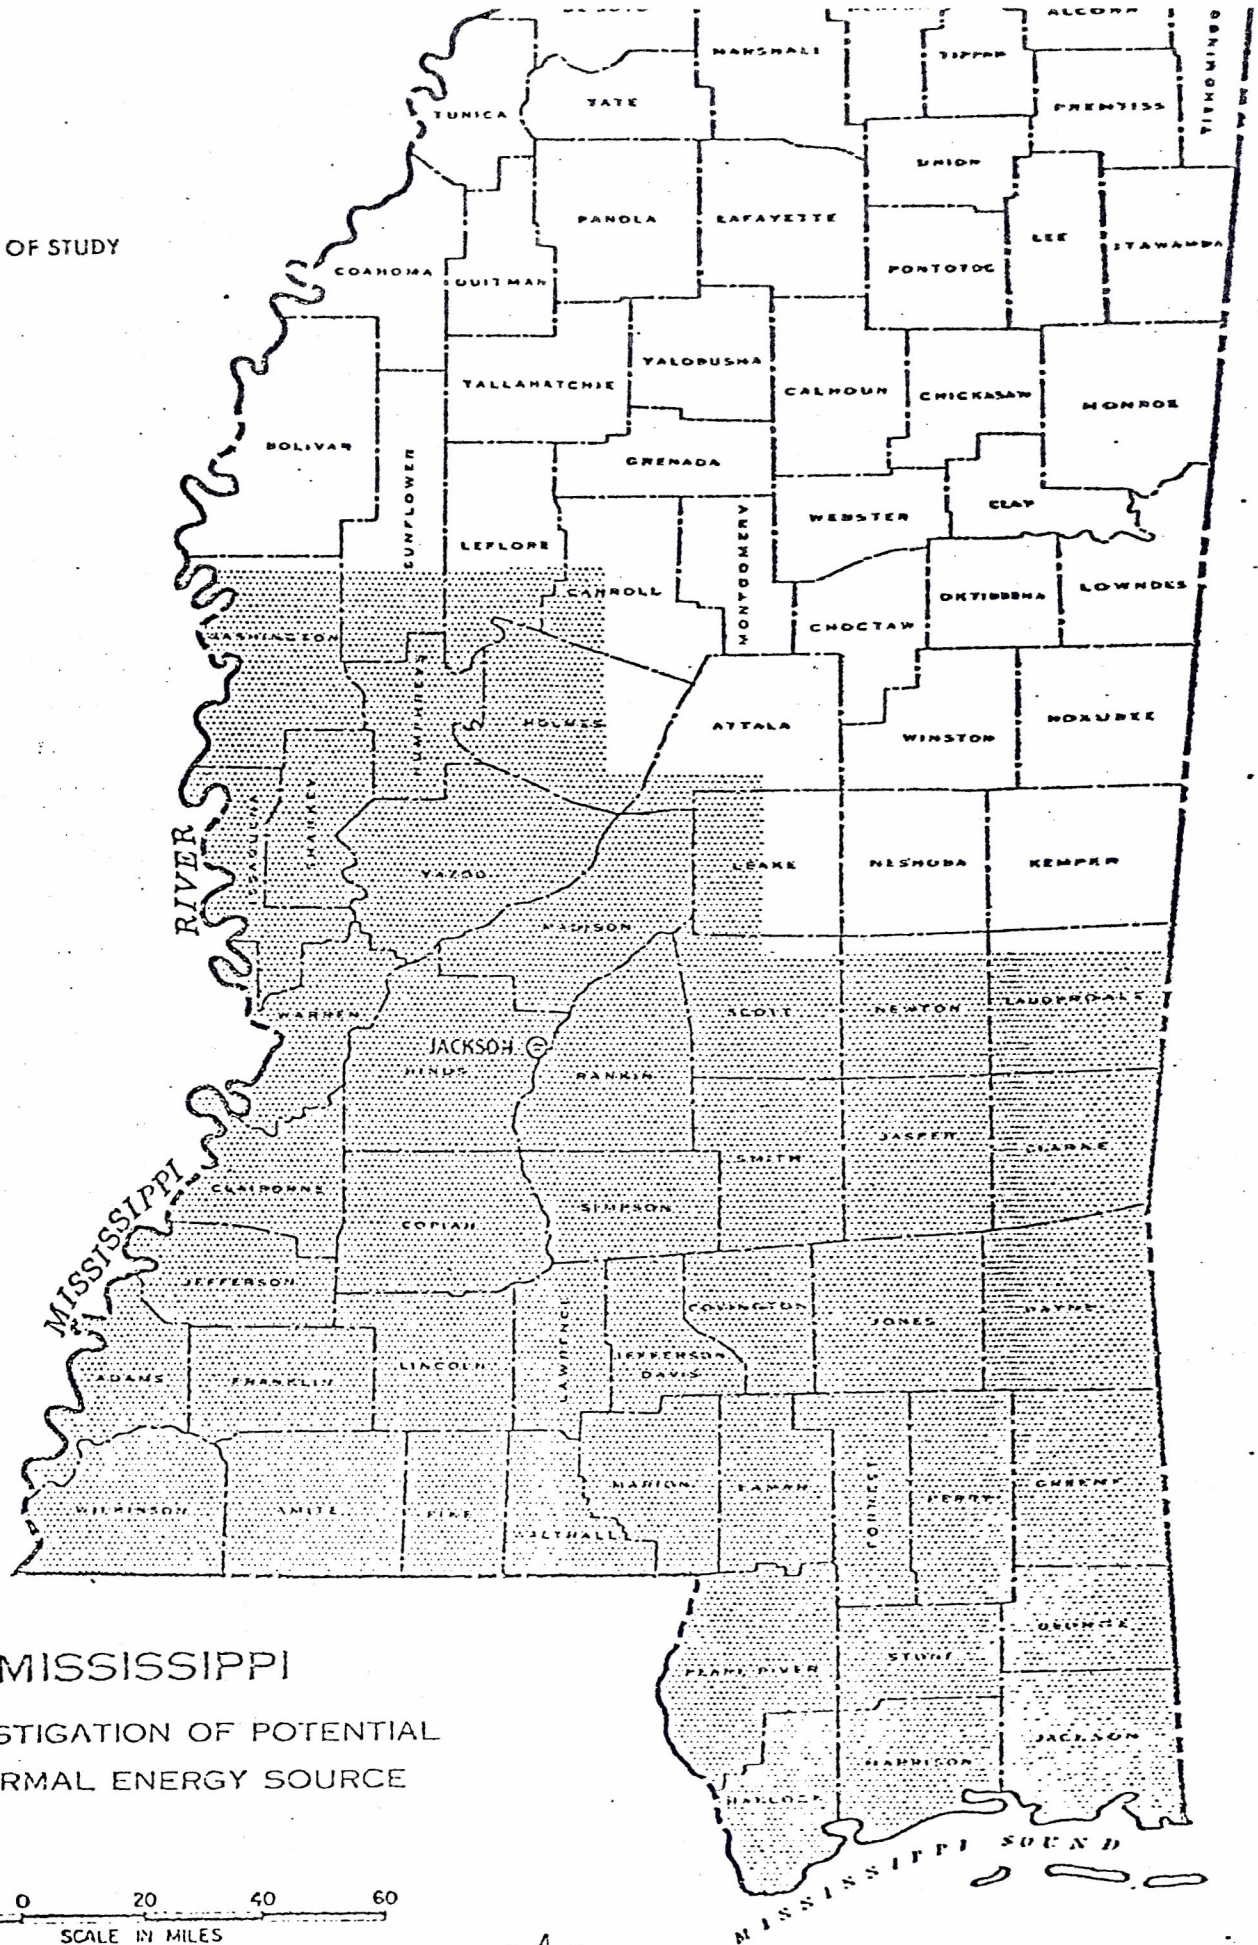 ALCORN
MARSHALL
TIPPAH
TATE
TUNICA
PRENTISS
UNION
PANOLA
LAFAYETTE
OF STUDY
LEE
ITAWAMBA
COAHOMA
PONTOTOC
QUITMAN
YALOBUSHA
TALLAHATCHIE
CALHOUN
CHICKASAW
MONROE
BOLIVAR
GRENADA
SUNFLOWER
CLAY
WEBSTER
LEFLORE
MONTGOMERY
CARROLL
LOWNDES
OKTIBBEHA
CHOCTAW
WASHINGTON
HUMPHREYS
HOLMES
ATTALA
WINSTON
NOXUBEE
ISSAQUENA
SHARKEY
RIVER
YAZOO
LEAKE
NESHOBA
KEMPER
MADISON
WARREN
SCOTT
NEWTON
LAUDERDALE
JACKSON
HINDS
RANKIN
SMITH
JASPER
CLARKE
MISSISSIPPI
CLAIBORNE
COPIAH
SIMPSON
JEFFERSON
LAWRENCE
COVINGTON
JONES
WAYNE
JEFFERSON
DAVIS
ADAMS
FRANKLIN
LINCOLN
WILKINSON
AMITE
PIKE
WALTHALL
MARION
LAMAR
FORREST
PERRY
GREENE
GEORGE
STONE
PEARL RIVER
MISSISSIPPI
STIGATION OF POTENTIAL
RMAL ENERGY SOURCE
HARRISON
JACKSON
HANCOCK
MISSISSIPPI SOUND
0 20 40 60
SCALE IN MILES